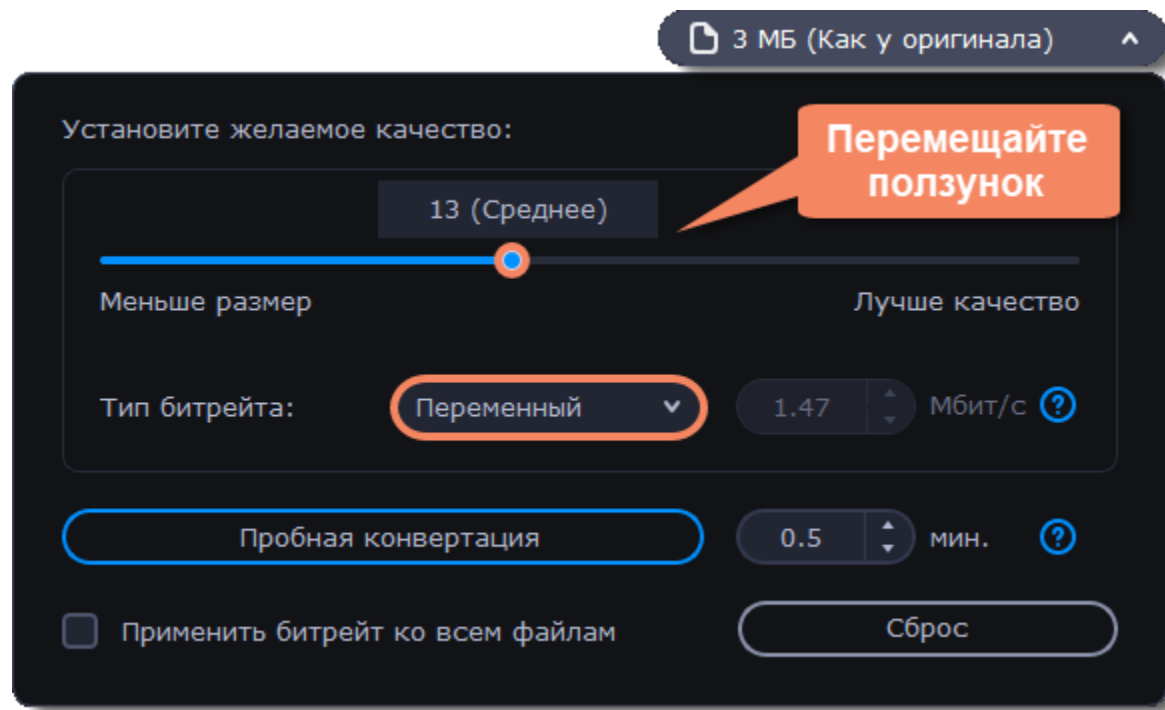 3 МБ (Как у оригинала)
Установите желаемое качество:
Перемещайте
ползунок
13 (Среднее)
Меньше размер
Лучше качество
Тип битрейта:
Переменный
1.47
Мбит/с
?
Пробная конвертация
0.5
мин.
?
Применить битрейт ко всем файлам
Сброс